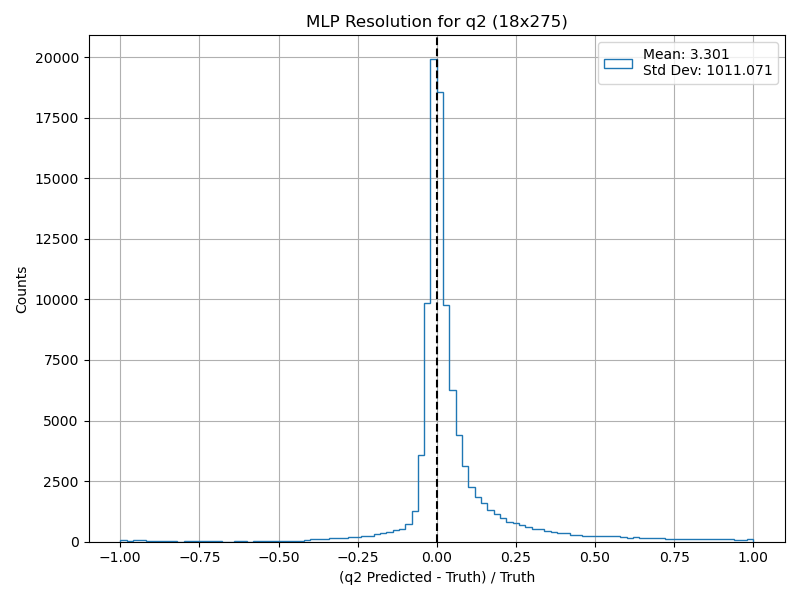 MLP Resolution for q2 (18x275)
Mean: 3.301
Std Dev: 1011.071
20000
17500
15000
12500
10000
7500
5000
2500
0
Counts
−1.00 −0.75 −0.50 −0.25 0.00 0.25 0.50 0.75 1.00
(q2 Predicted - Truth) / Truth